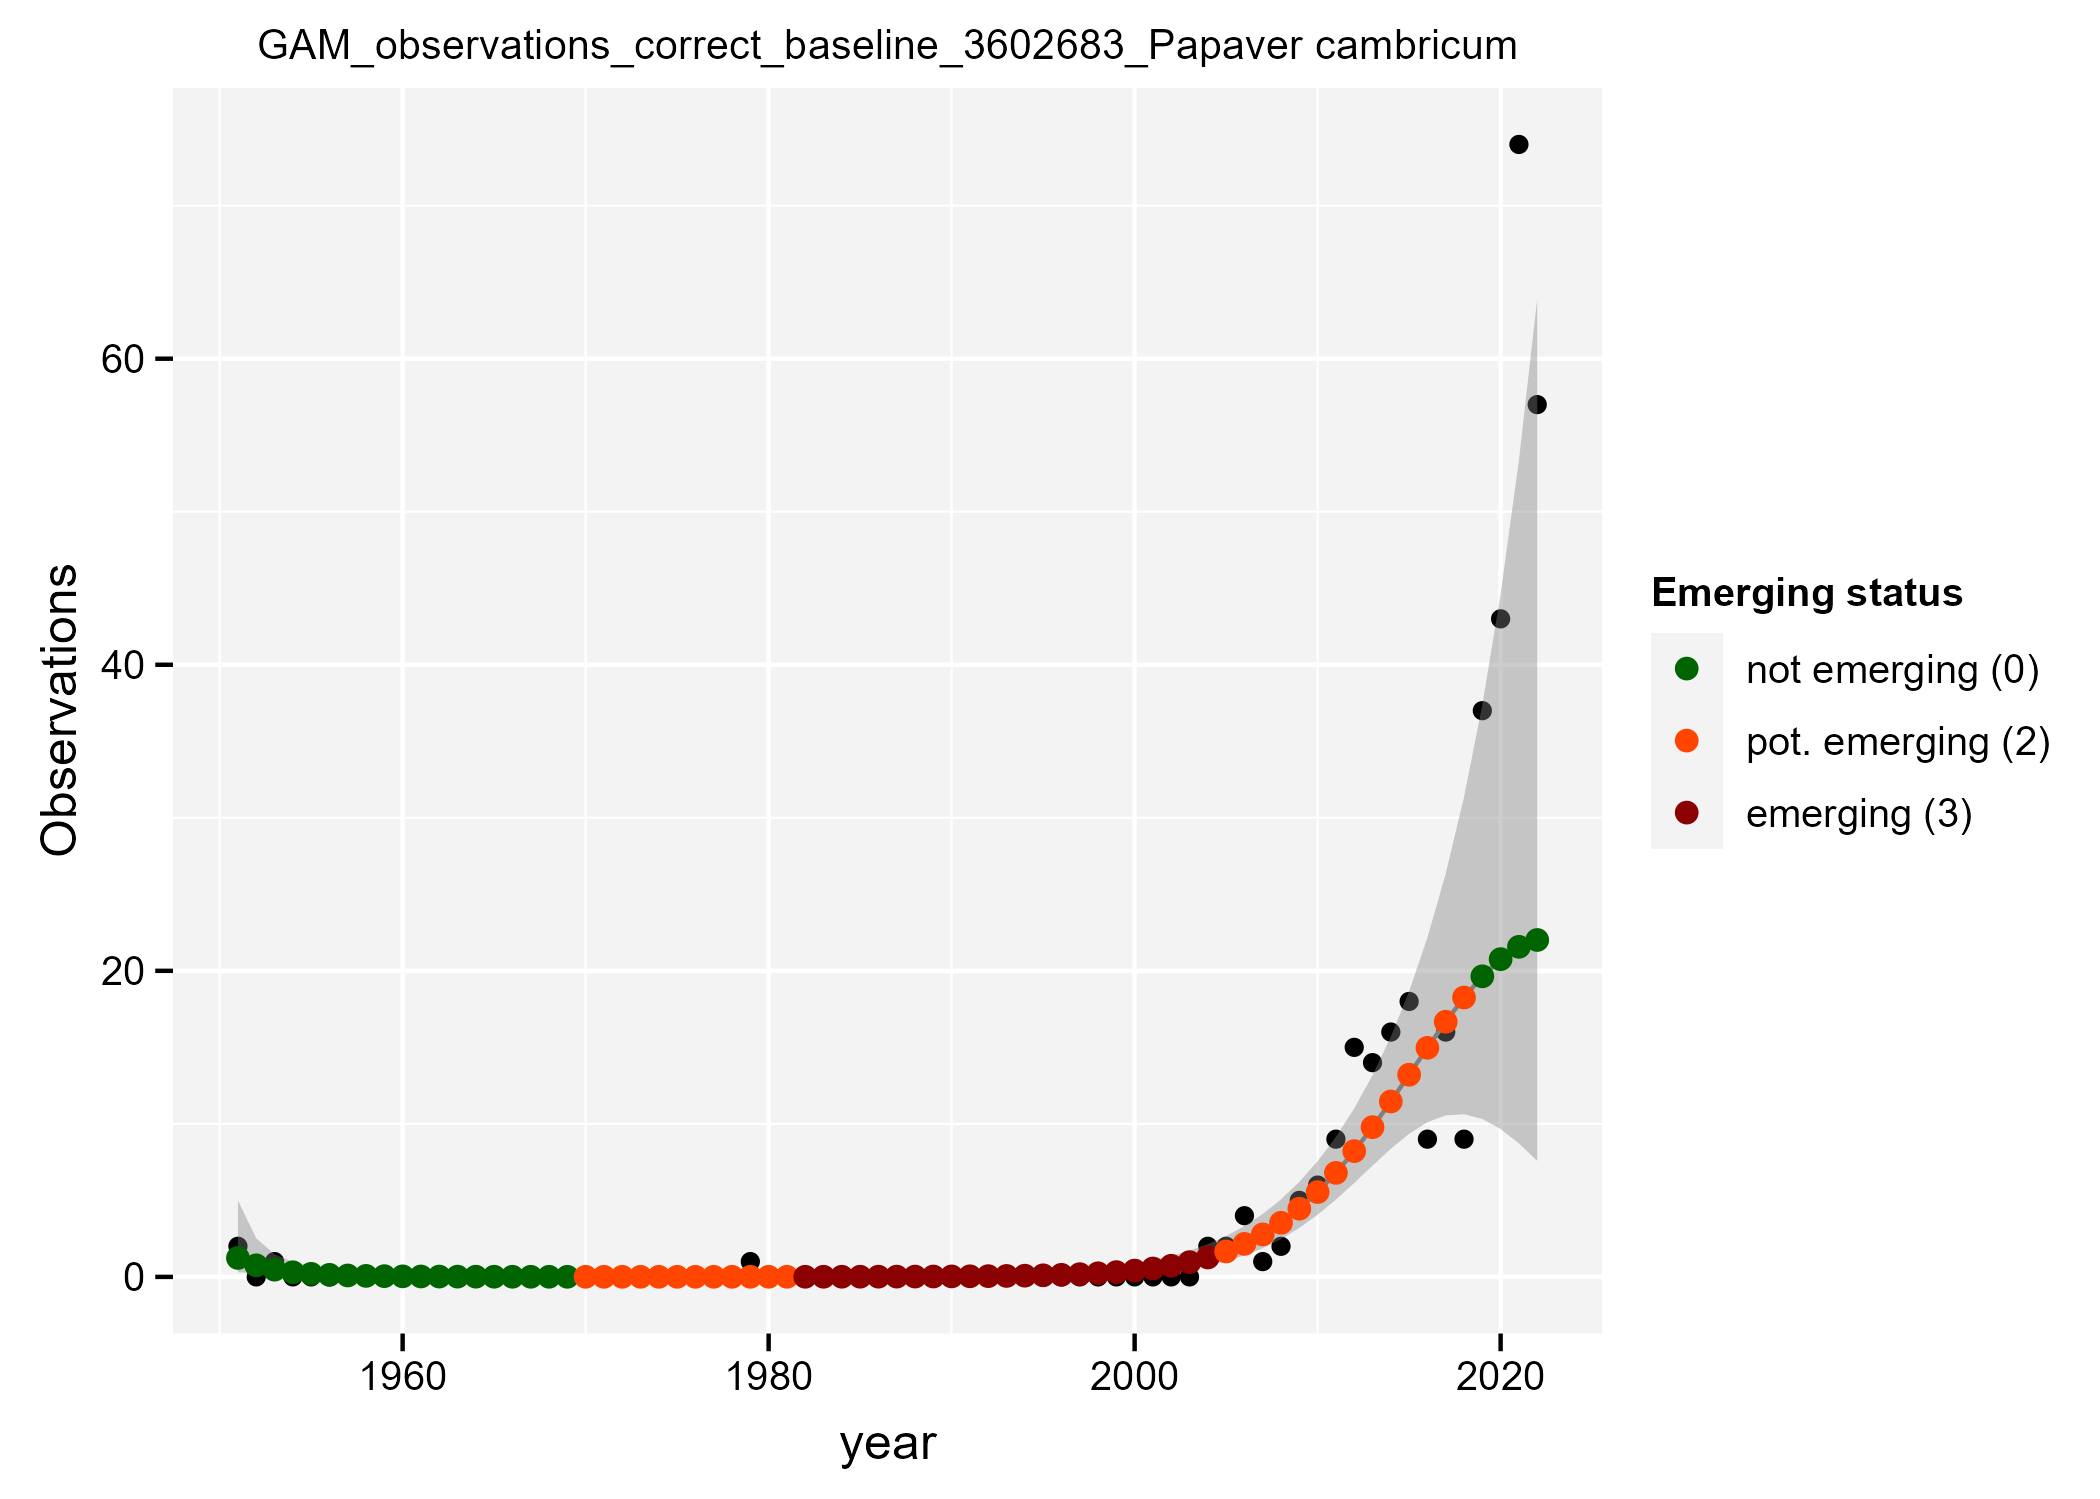 GAM_observations_correct_baseline_3602683_Papaver cambricum
Observations
60
40
20
0
1960
1980
2000
2020
year
Emerging status
not emerging (0)
pot. emerging (2)
emerging (3)